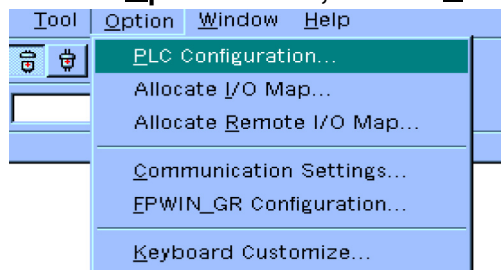 Tool Option Window Help
PLC Configuration...
Allocate I/O Map...
Allocate Remote I/O Map...
Communication Settings...
FPWIN_GR Configuration...
Keyboard Customize...